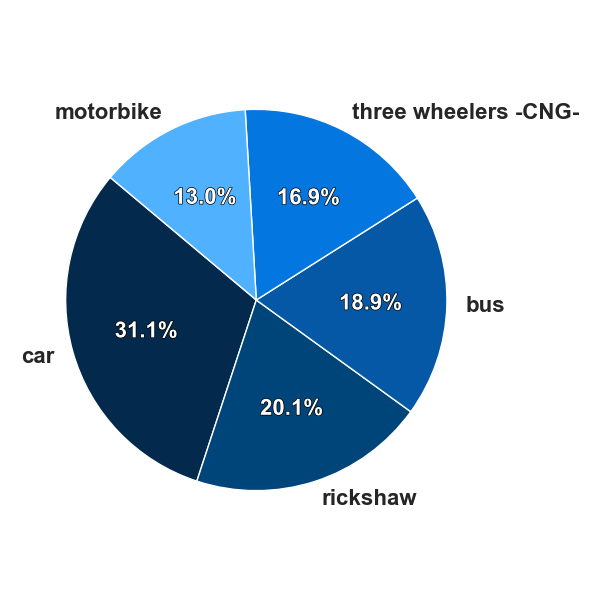 motorbike
three wheelers -CNG-
13.0%
16.9%
18.9%
bus
31.1%
car
20.1%
rickshaw